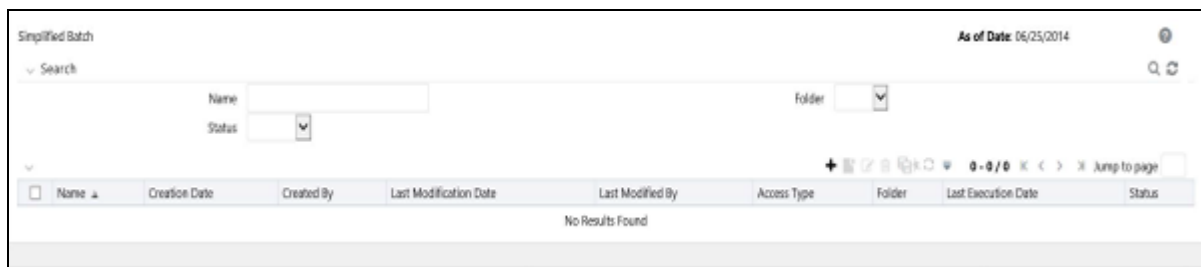 Simplified Batch As of Date: 06/25/2014
Search
Name Folder
Status
0 - 0 / 0 Jump to page
Name Creation Date Created By Last Modification Date Last Modified By Access Type Folder Last Execution Date Status
No Results Found